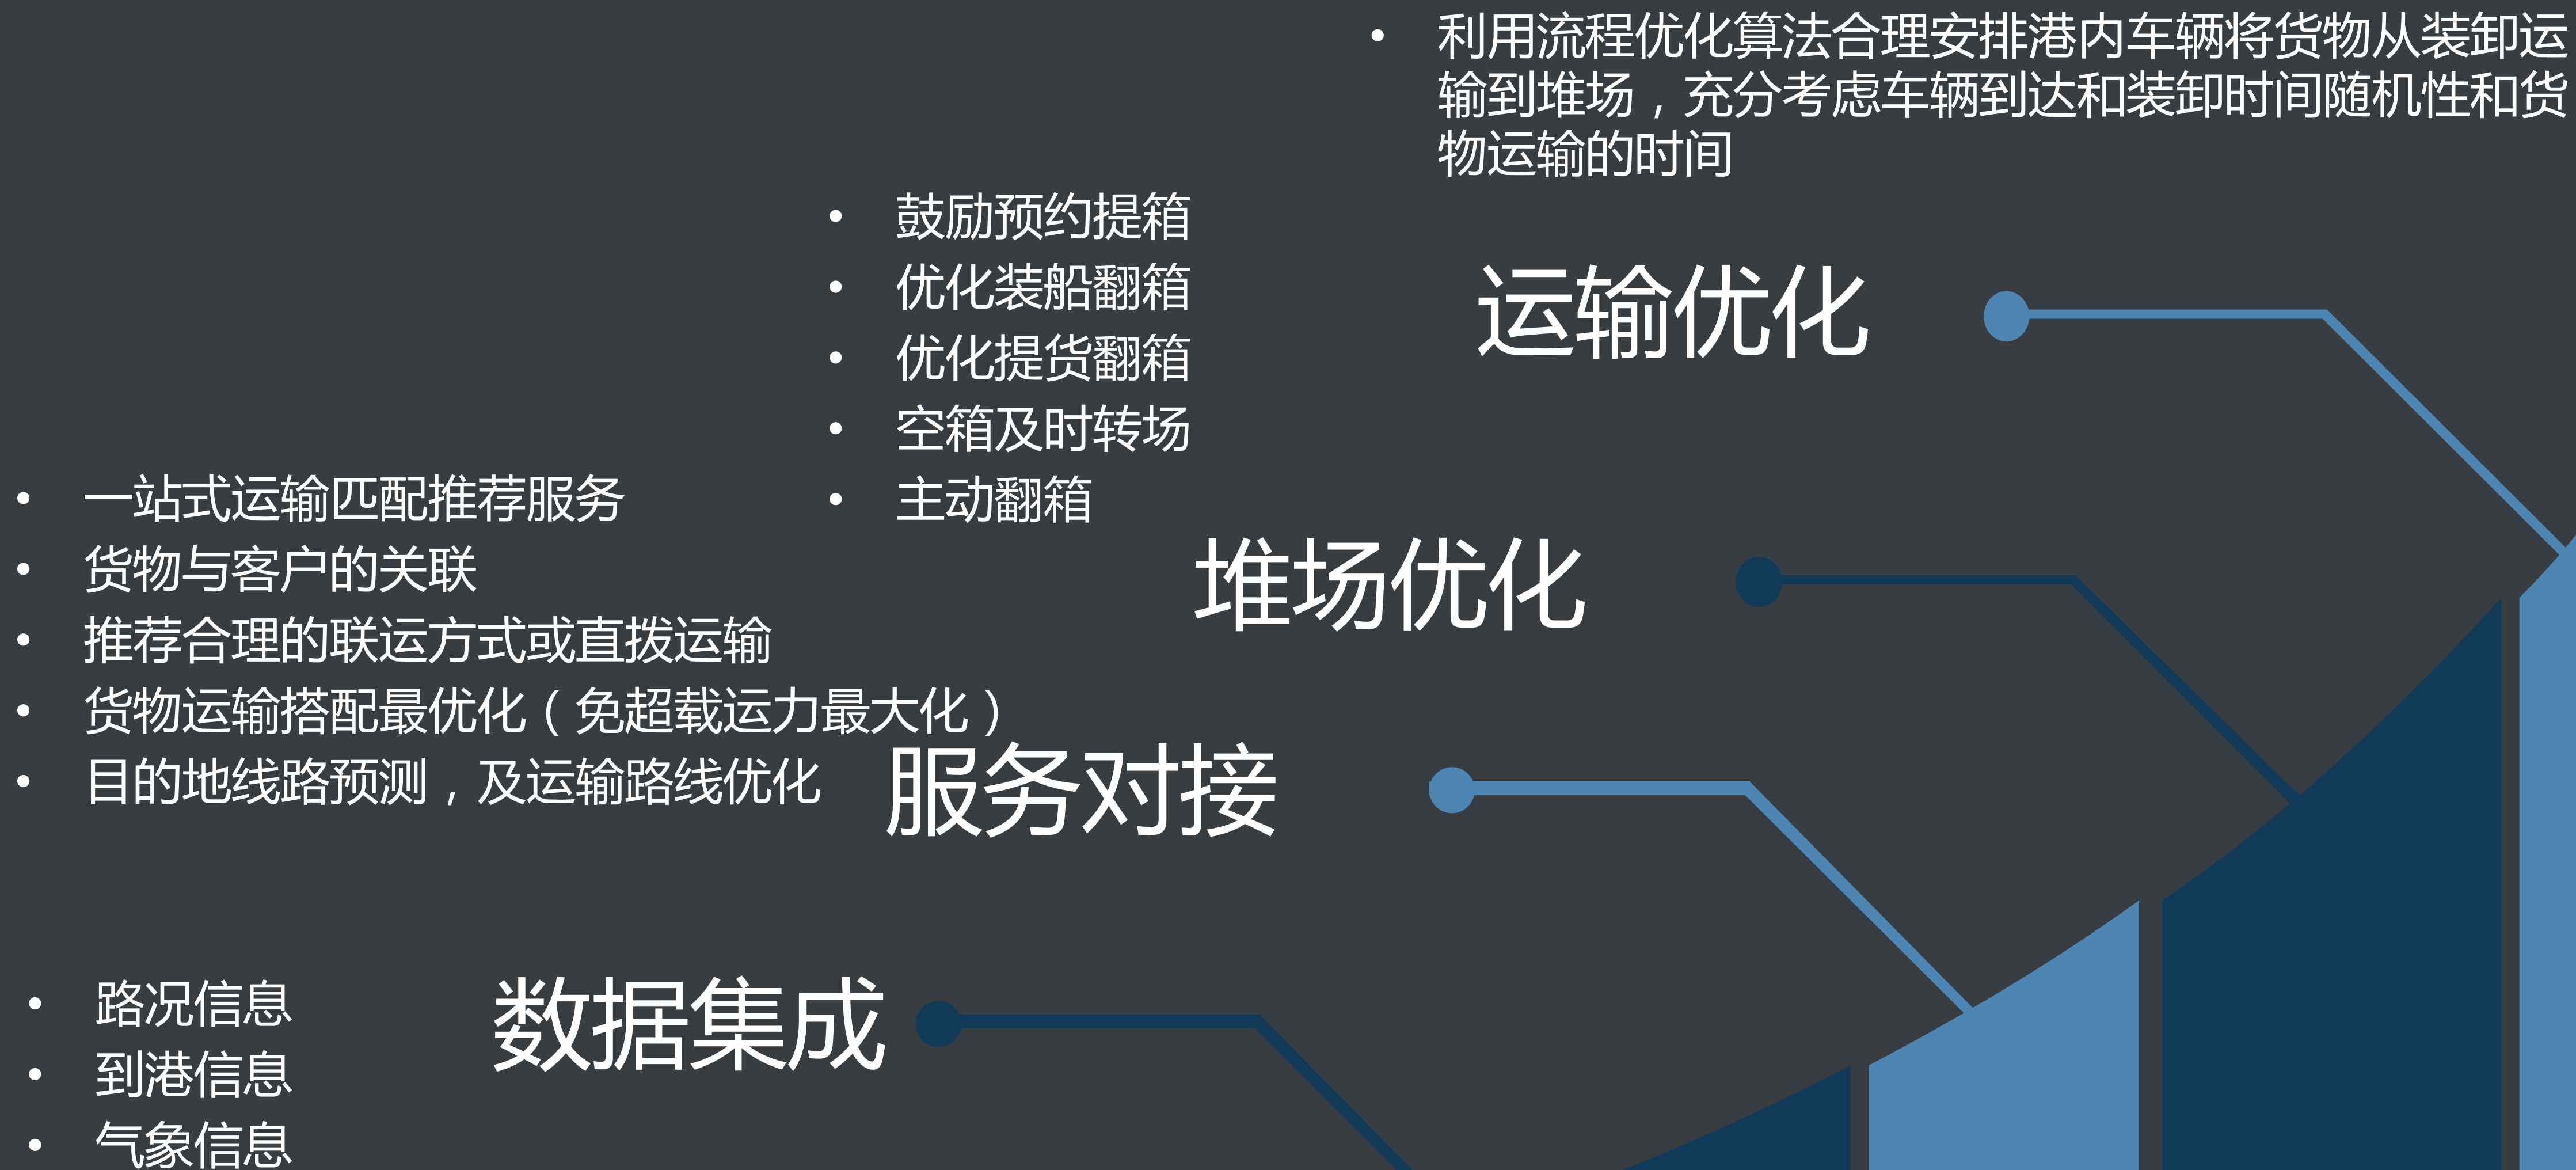 利用流程优化算法合理安排港内车辆将货物从装卸运
输到堆场，充分考虑车辆到达和装卸时间随机性和货
物运输的时间
运输优化
鼓励预约提箱
优化装船翻箱
优化提货翻箱
空箱及时转场
主动翻箱
堆场优化
一站式运输匹配推荐服务
货物与客户的关联
推荐合理的联运方式或直拨运输
货物运输搭配最优化（免超载运力最大化）
目的地线路预测，及运输路线优化
服务对接
数据集成
路况信息
到港信息
气象信息